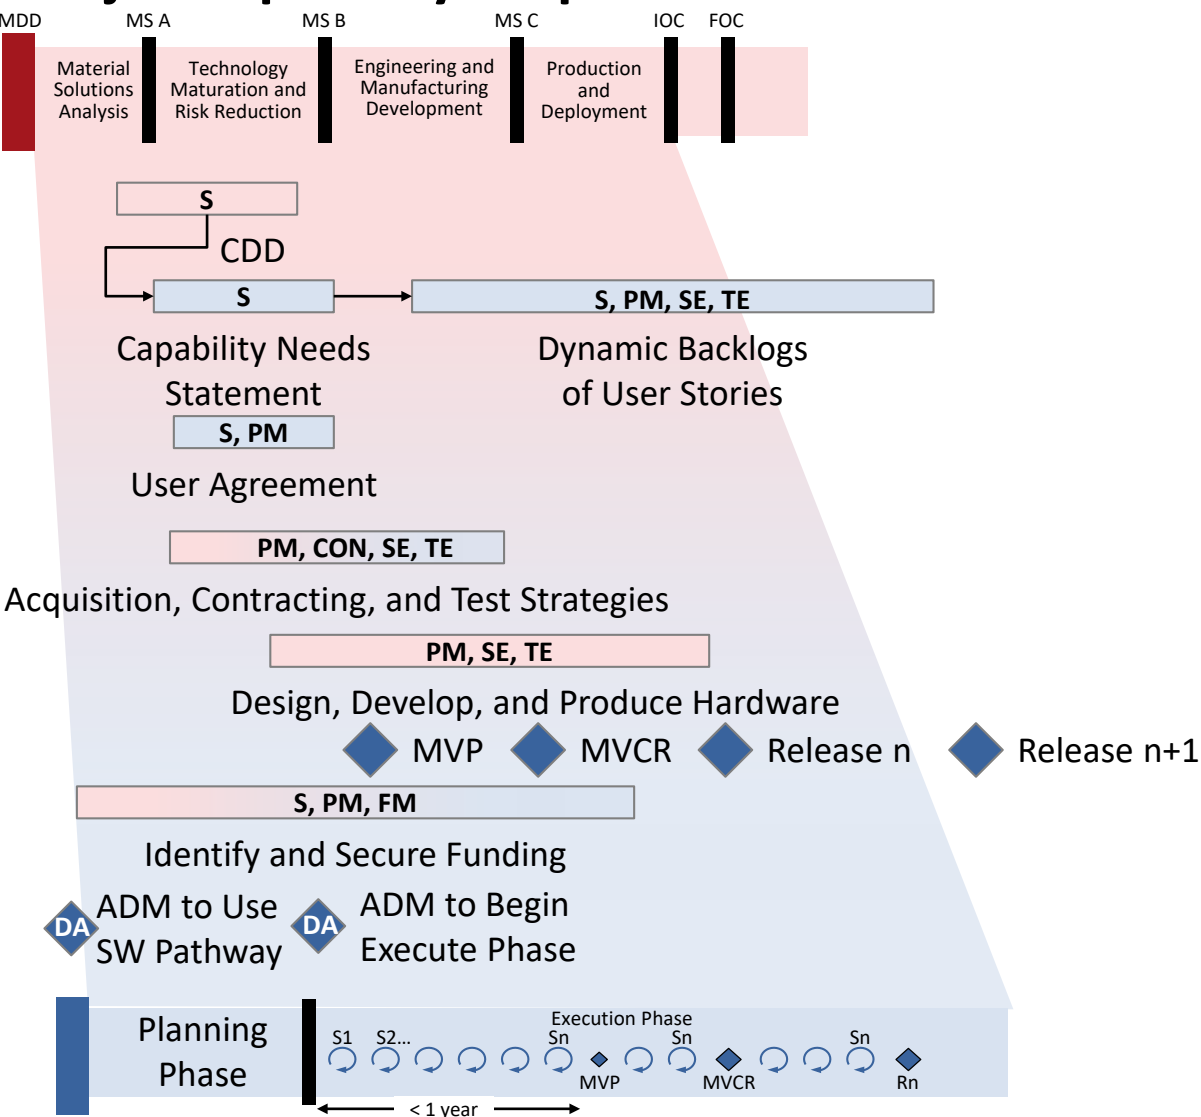 MDD MS A MS B MS C IOC FOC
Material
Solutions
Analysis
Technology
Maturation and
Risk Reduction
Engineering and
Manufacturing
Development
Production
and
Deployment
S
CDD
S
S, PM, SE, TE
Capability Needs
Statement
Dynamic Backlogs
of User Stories
S, PM
User Agreement
PM, CON, SE, TE
Acquisition, Contracting, and Test Strategies
PM, SE, TE
Design, Develop, and Produce Hardware
MVP MVCR Release n Release n+1
S, PM, FM
Identify and Secure Funding
DA
ADM to Use
SW Pathway
DA
ADM to Begin
Execute Phase
Planning
Phase
Execution Phase
S1 S2... Sn Sn Sn
MVP MVCR Rn
< 1 year